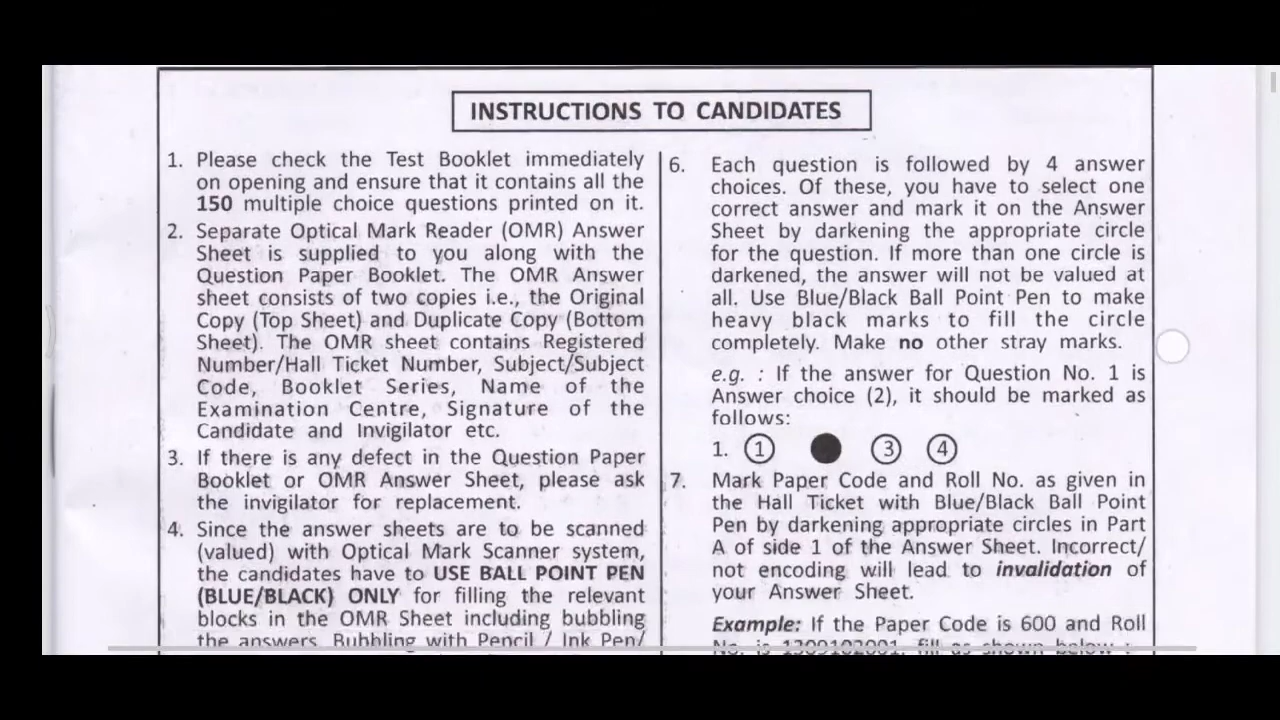 INSTRUCTIONS TO CANDIDATES
1. Please check the Test Booklet immediately
on opening and ensure that it contains all the
150 multiple choice questions printed on it.
2. Separate Optical Mark Reader (OMR) Answer
Sheet is supplied to you along with the
Question Paper Booklet. The OMR Answer
sheet consists of two copies i.e., the Original
Copy (Top Sheet) and Duplicate Copy (Bottom
Sheet). The OMR sheet contains Registered
Number/Hall Ticket Number, Subject/Subject
Code, Booklet Series, Name of the
Examination Centre, Signature of the
Candidate and Invigilator etc.
3. If there is any defect in the Question Paper
Booklet or OMR Answer Sheet, please ask
the invigilator for replacement.
4. Since the answer sheets are to be scanned
(valued) with Optical Mark Scanner system,
the candidates have to USE BALL POINT PEN
(BLUE/BLACK) ONLY for filling the relevant
blocks in the OMR Sheet including bubbling
the answers. Bubbling with Pencil / Ink Pen/
6. Each question is followed by 4 answer
choices. Of these, you have to select one
correct answer and mark it on the Answer
Sheet by darkening the appropriate circle
for the question. If more than one circle is
darkened, the answer will not be valued at
all. Use Blue/Black Ball Point Pen to make
heavy black marks to fill the circle
completely. Make no other stray marks.
e.g. : If the answer for Question No. 1 is
Answer choice (2), it should be marked as
follows:
1. ① ● ③ ④
7. Mark Paper Code and Roll No. as given in
the Hall Ticket with Blue/Black Ball Point
Pen by darkening appropriate circles in Part
A of side 1 of the Answer Sheet. Incorrect/
not encoding will lead to invalidation of
your Answer Sheet.
Example: If the Paper Code is 600 and Roll
No. is 1309102001, fill as shown below :